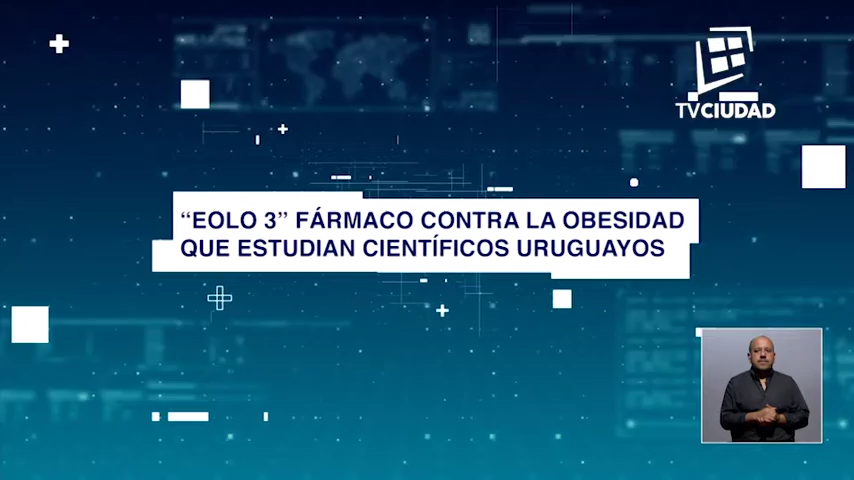 TVCIUDAD
“EOLO 3” FÁRMACO CONTRA LA OBESIDAD
QUE ESTUDIAN CIENTÍFICOS URUGUAYOS